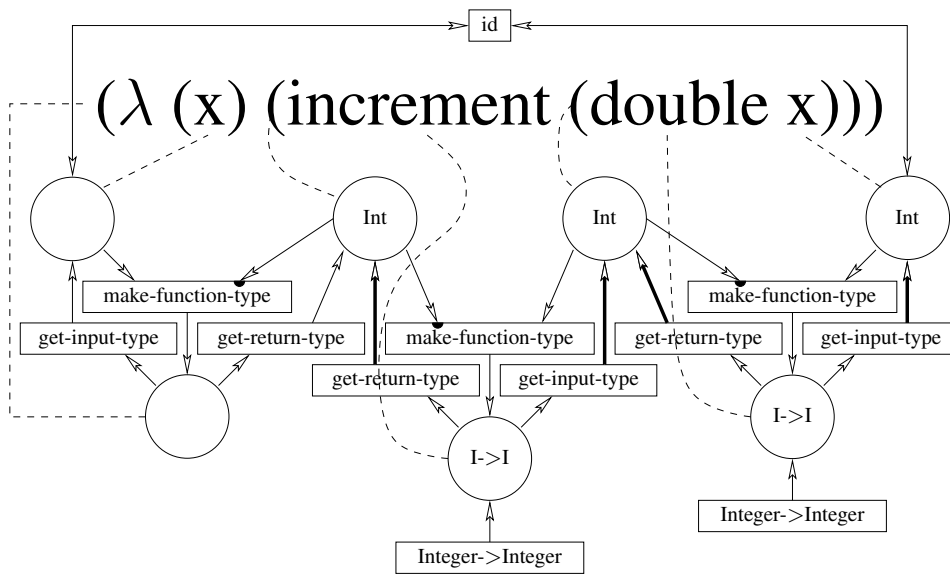 id
(λ (x) (increment (double x)))
Int Int Int
make-function-type make-function-type
get-input-type get-return-type make-function-type get-return-type get-input-type
get-return-type get-input-type
I->I
I->I
Integer->Integer
Integer->Integer